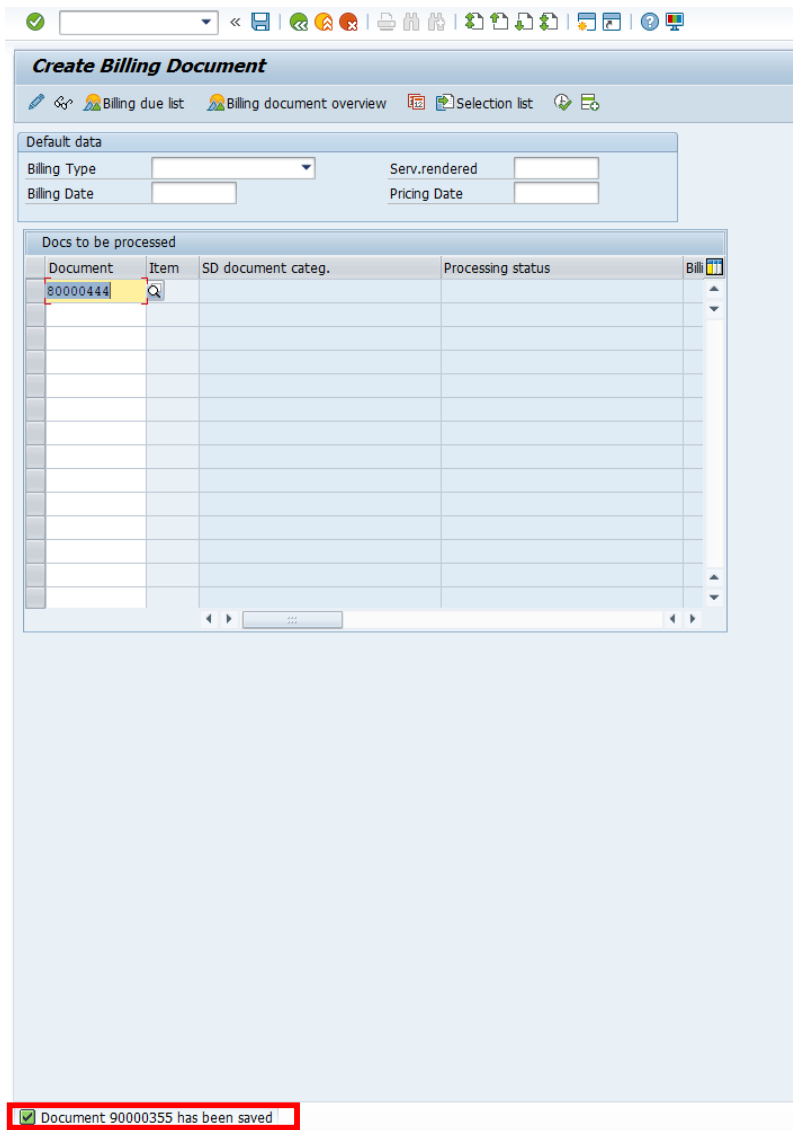 Create Billing Document
Billing due list Billing document overview Selection list
Default data
Billing Type Serv.rendered
Billing Date Pricing Date
Docs to be processed
Document Item SD document categ. Processing status Billi
80000444
Document 90000355 has been saved